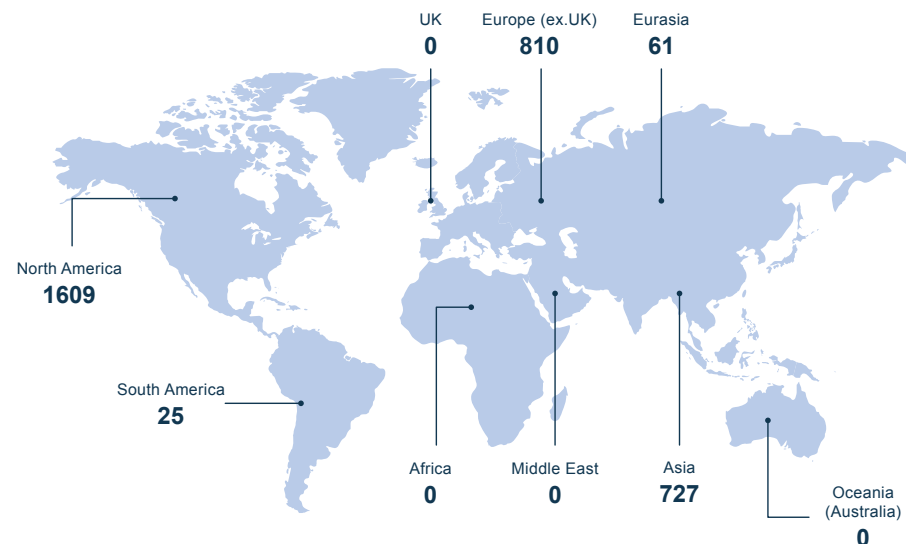 UK
0
Europe (ex.UK)
810
Eurasia
61
North America
1609
South America
25
Africa
0
Middle East
0
Asia
727
Oceania
(Australia)
0